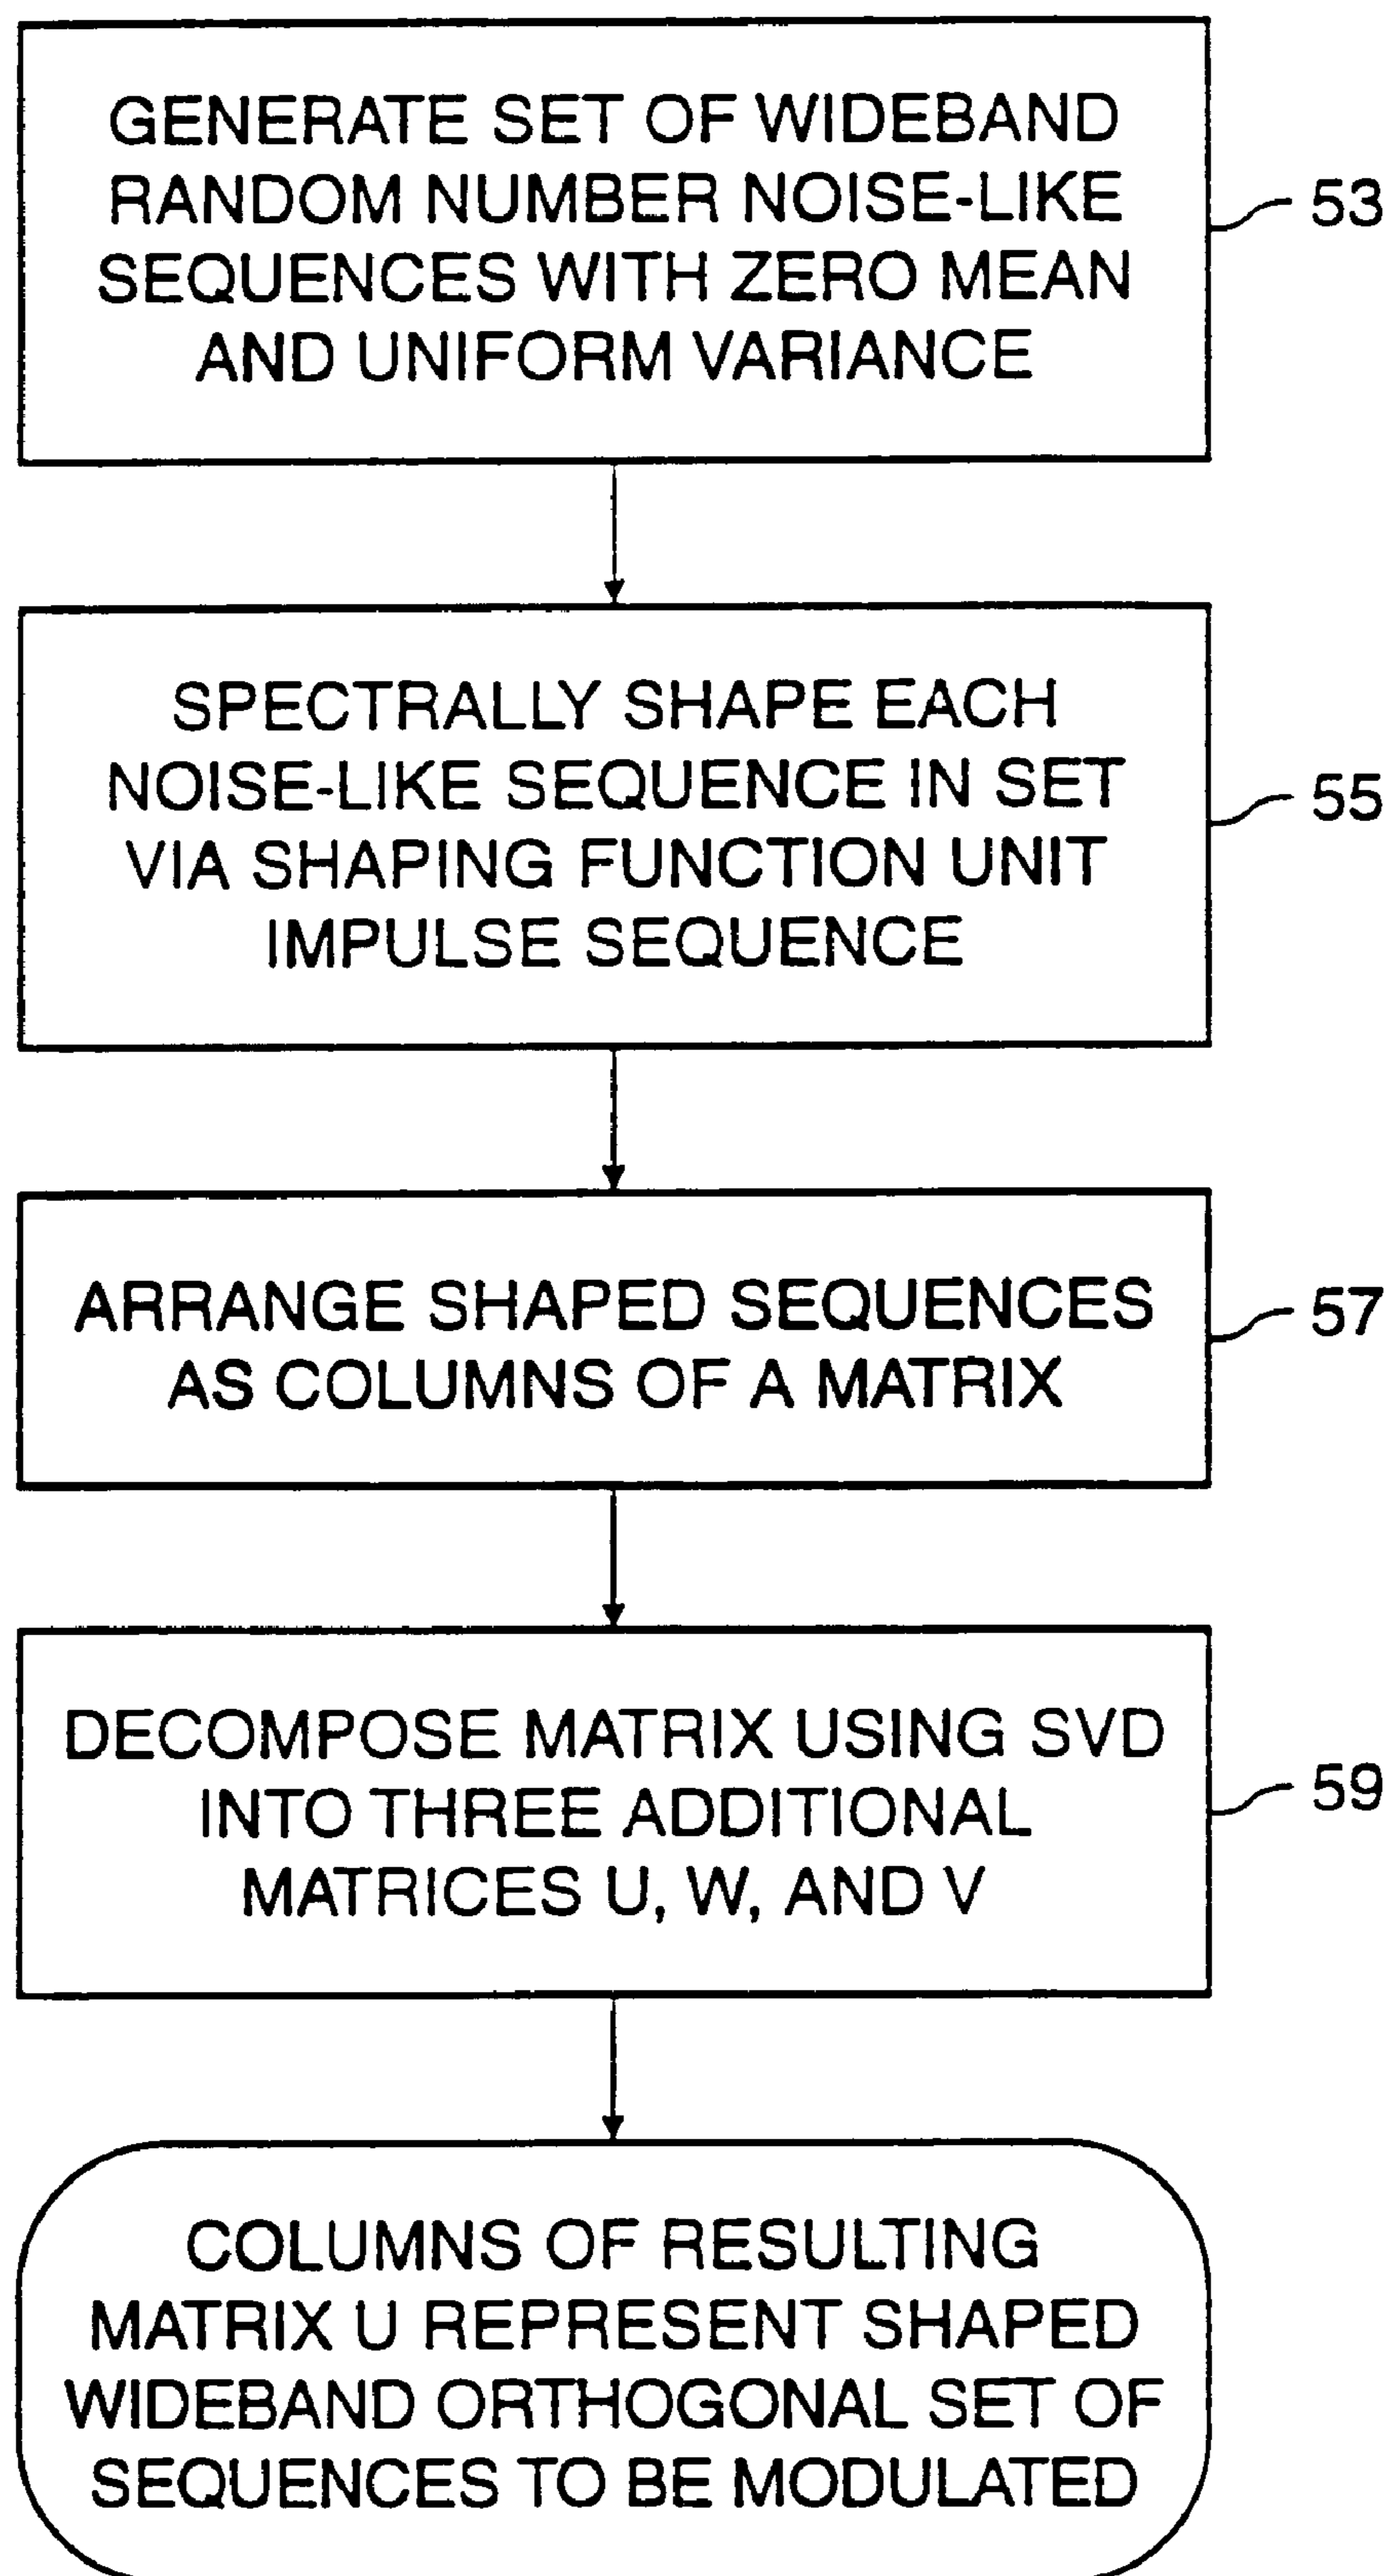 GENERATE SET OF WIDEBAND
RANDOM NUMBER NOISE-LIKE
SEQUENCES WITH ZERO MEAN
AND UNIFORM VARIANCE
53
SPECTRALLY SHAPE EACH
NOISE-LIKE SEQUENCE IN SET
VIA SHAPING FUNCTION UNIT
IMPULSE SEQUENCE
55
ARRANGE SHAPED SEQUENCES
AS COLUMNS OF A MATRIX
57
DECOMPOSE MATRIX USING SVD
INTO THREE ADDITIONAL
MATRICES U, W, AND V
59
COLUMNS OF RESULTING
MATRIX U REPRESENT SHAPED
WIDEBAND ORTHOGONAL SET OF
SEQUENCES TO BE MODULATED